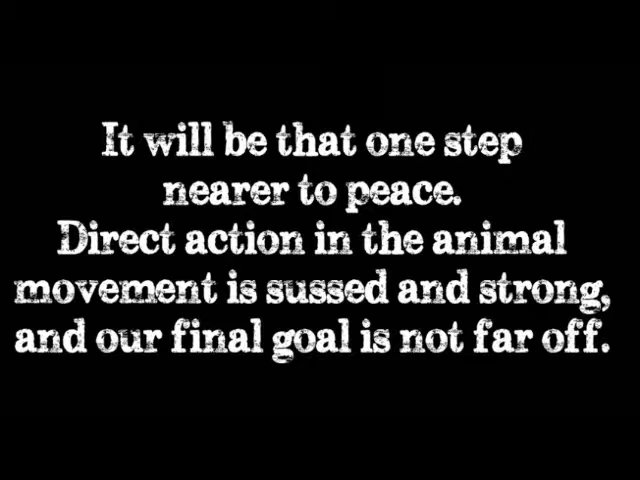 It will be that one step
nearer to peace.
Direct action in the animal
movement is sussed and strong,
and our final goal is not far off.